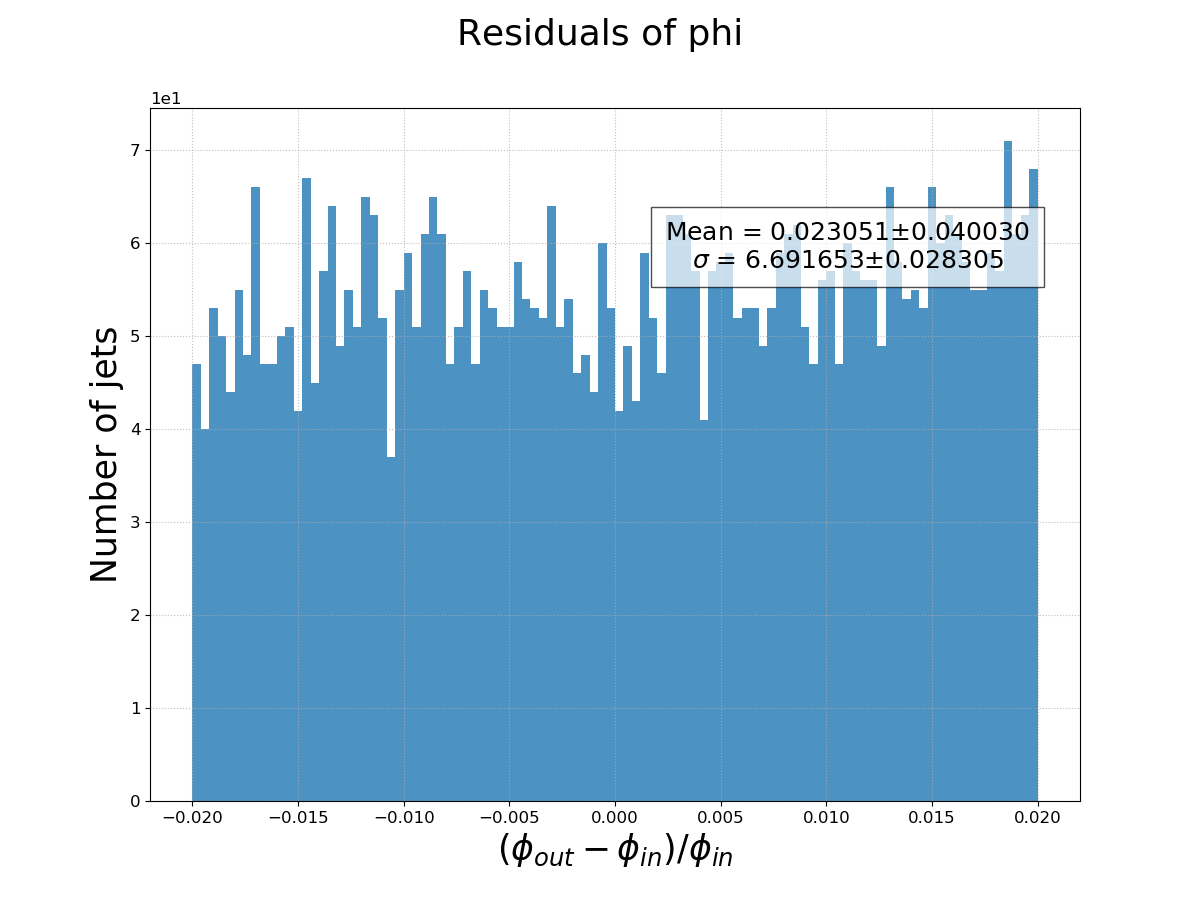 Residuals of phi
1e1
7
6
5
4
3
2
1
0
Number of jets
Mean = 0.023051±0.040030
σ = 6.691653±0.028305
−0.020 −0.015 −0.010 −0.005 0.000 0.005 0.010 0.015 0.020
(ϕout − ϕin)/ϕin